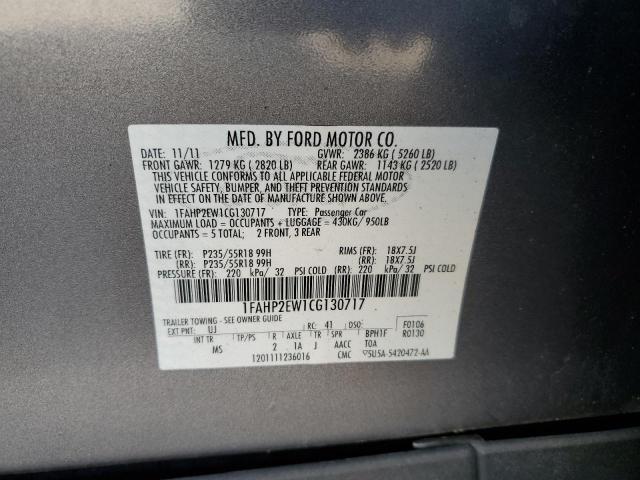 MFD. BY FORD MOTOR CO.
DATE: 11/11 GVWR: 2386 KG ( 5260 LB)
FRONT GAWR: 1279 KG ( 2820 LB) REAR GAWR: 1143 KG ( 2520 LB)
THIS VEHICLE CONFORMS TO ALL APPLICABLE FEDERAL MOTOR
VEHICLE SAFETY, BUMPER, AND THEFT PREVENTION STANDARDS
IN EFFECT ON THE DATE OF MANUFACTURE SHOWN ABOVE.
VIN: 1FAHP2EW1CG130717 TYPE: Passenger Car
MAXIMUM LOAD = OCCUPANTS + LUGGAGE = 430KG/ 950LB
OCCUPANTS = 5 TOTAL; 2 FRONT, 3 REAR
TIRE (FR): P235/55R18 99H RIMS (FR): 18X7.5J
(RR): P235/55R18 99H (RR): 18X7.5J
PRESSURE (FR): 220 kPa/ 32 PSI COLD (RR): 220 kPa/ 32 PSI COLD
1FAHP2EW1CG130717
TRAILER TOWING - SEE OWNER GUIDE
EXT PNT: UJ RC: 41 DSO: F0106
R0130
INT TR TP/PS R AXLE TR SPR BPH1F
MS 2 1A J AACC TOA
1201111236016 CMC 5U5A-5420472-AA